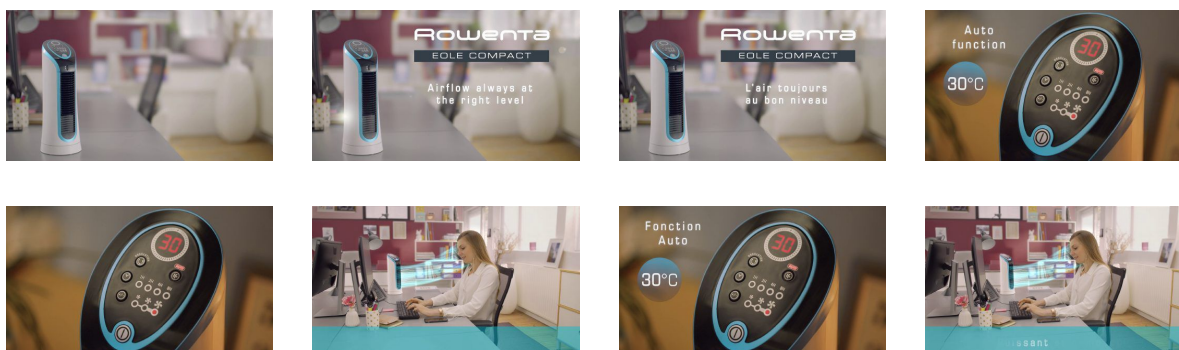 Rowenta
EOLE COMPACT
Airflow always at
the right level
Rowenta
EOLE COMPACT
L'air toujours
au bon niveau
Auto
function
30°C
30
30
Fonction
Auto
30°C
30